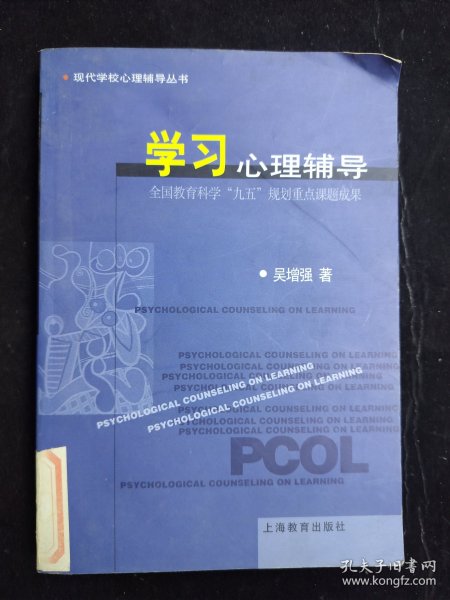 •现代学校心理辅导丛书
学习心理辅导
全国教育科学“九五”规划重点课题成果
•吴增强 著
PSYCHOLOGICAL COUNSELING ON LEARNING
PSYCHOLOGICAL COUNSELING ON LEARNING
PSYCHOLOGICAL COUNSELING ON LEARNING
PSYCHOLOGICAL COUNSELING ON LEARNING
PSYCHOLOGICAL COUNSELING ON LEARNING
PSYCHOLOGICAL COUNSELING ON LEARNING
PSYCHOLOGICAL COUNSELING ON LEARNING
PSYCHOLOGICAL COUNSELING ON LEARNING
PCOL
PSYCHOLOGICAL COUNSELING ON LEARNING
上海教育出版社
孔夫子旧书网
www.kongfz.com